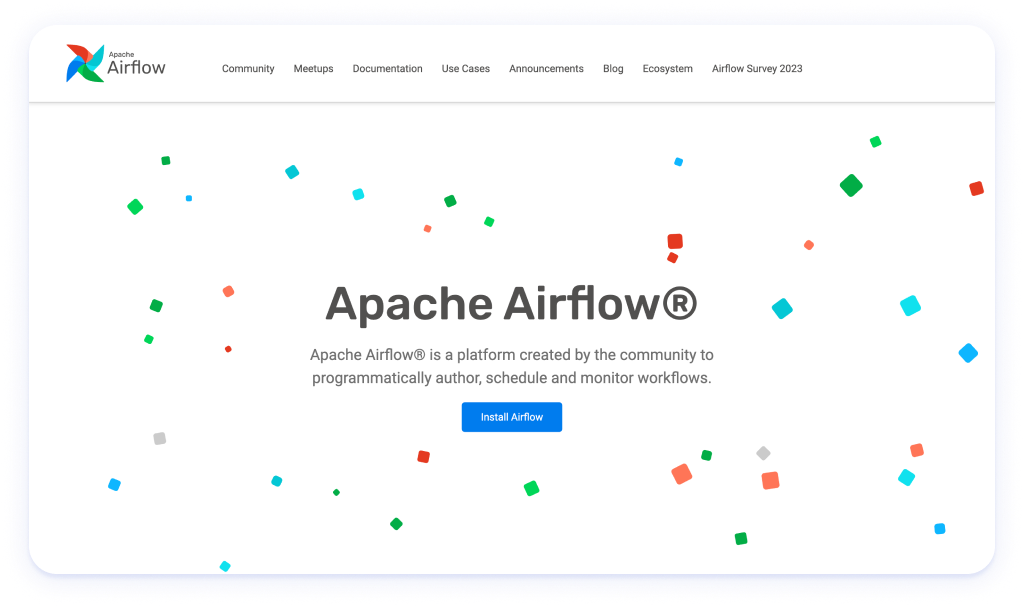 Apache
Airflow
Community Meetups Documentation Use Cases Announcements Blog Ecosystem Airflow Survey 2023
Apache Airflow®
Apache Airflow® is a platform created by the community to
programmatically author, schedule and monitor workflows.
Install Airflow